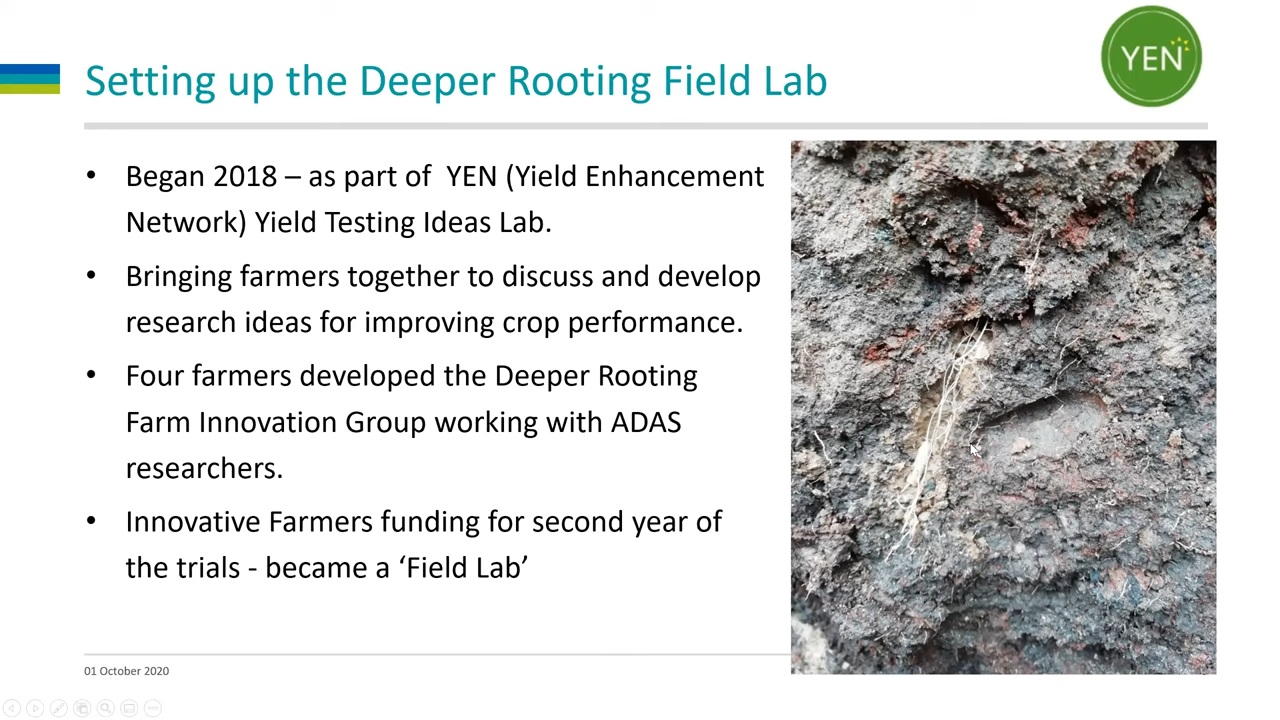 Setting up the Deeper Rooting Field Lab
YEN
• Began 2018 – as part of  YEN (Yield Enhancement
Network) Yield Testing Ideas Lab.
• Bringing farmers together to discuss and develop
research ideas for improving crop performance.
• Four farmers developed the Deeper Rooting
Farm Innovation Group working with ADAS
researchers.
• Innovative Farmers funding for second year of
the trials - became a ‘Field Lab’
01 October 2020